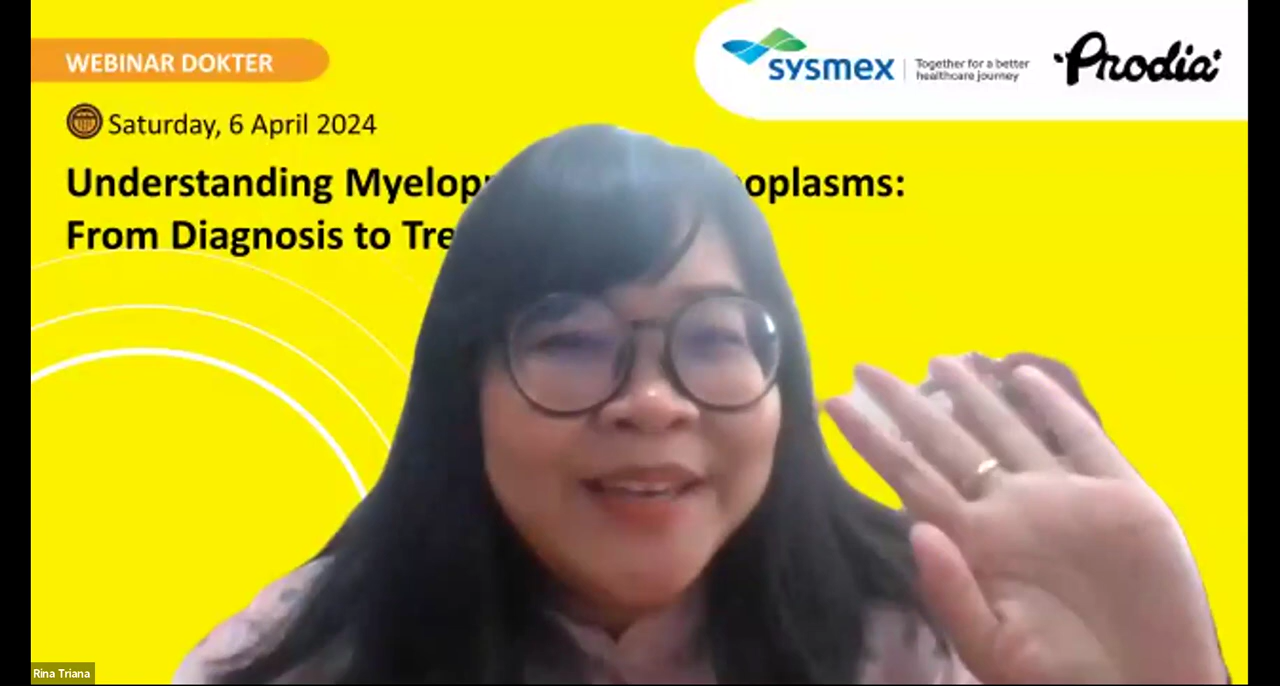 WEBINAR DOKTER
sysmex
Together for a better
healthcare journey
Prodia
Saturday, 6 April 2024
Understanding Myelop oplasms:
From Diagnosis to Tre
Rina Triana